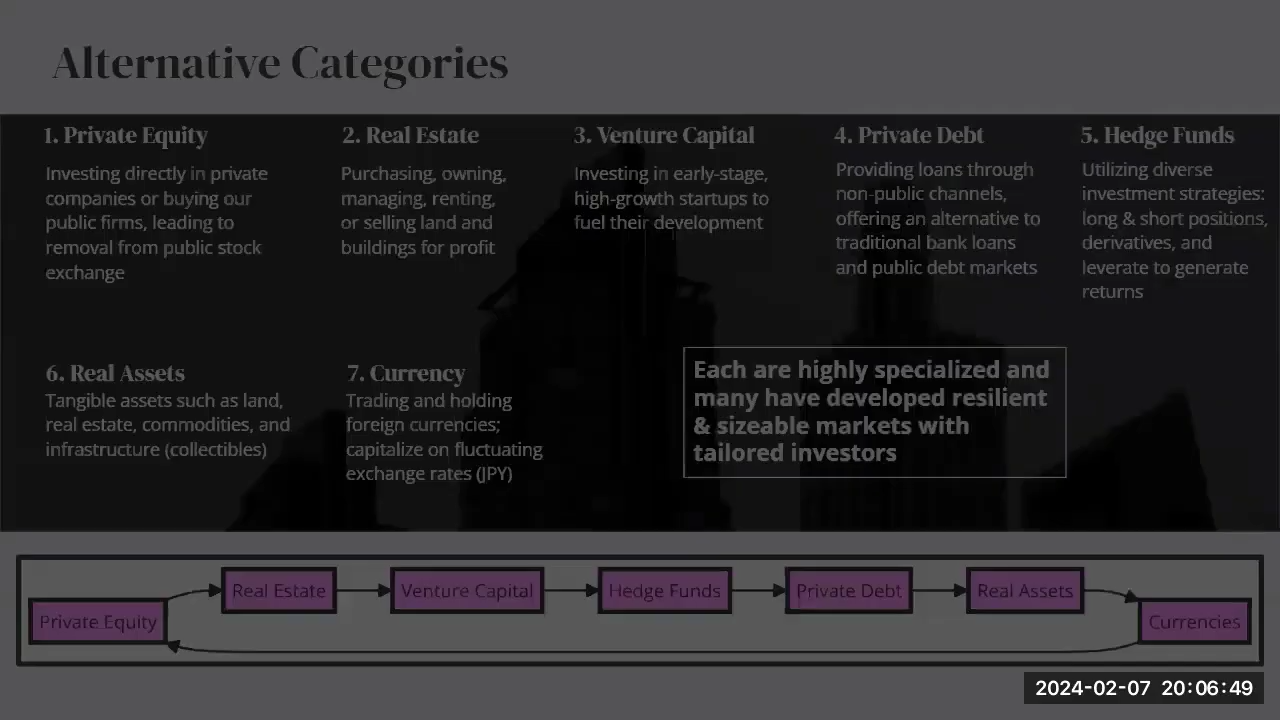 Alternative Categories
1. Private Equity
Investing directly in private
companies or buying our
public firms, leading to
removal from public stock
exchange
2. Real Estate
Purchasing, owning,
managing, renting,
or selling land and
buildings for profit
3. Venture Capital
Investing in early-stage,
high-growth startups to
fuel their development
4. Private Debt
Providing loans through
non-public channels,
offering an alternative to
traditional bank loans
and public debt markets
5. Hedge Funds
Utilizing diverse
investment strategies:
long & short positions,
derivatives, and
leverate to generate
returns
6. Real Assets
Tangible assets such as land,
real estate, commodities, and
infrastructure (collectibles)
7. Currency
Trading and holding
foreign currencies;
capitalize on fluctuating
exchange rates (JPY)
Each are highly specialized and
many have developed resilient
& sizeable markets with
tailored investors
Private Equity
Real Estate
Venture Capital
Hedge Funds
Private Debt
Real Assets
Currencies
2024-02-07 20:06:49